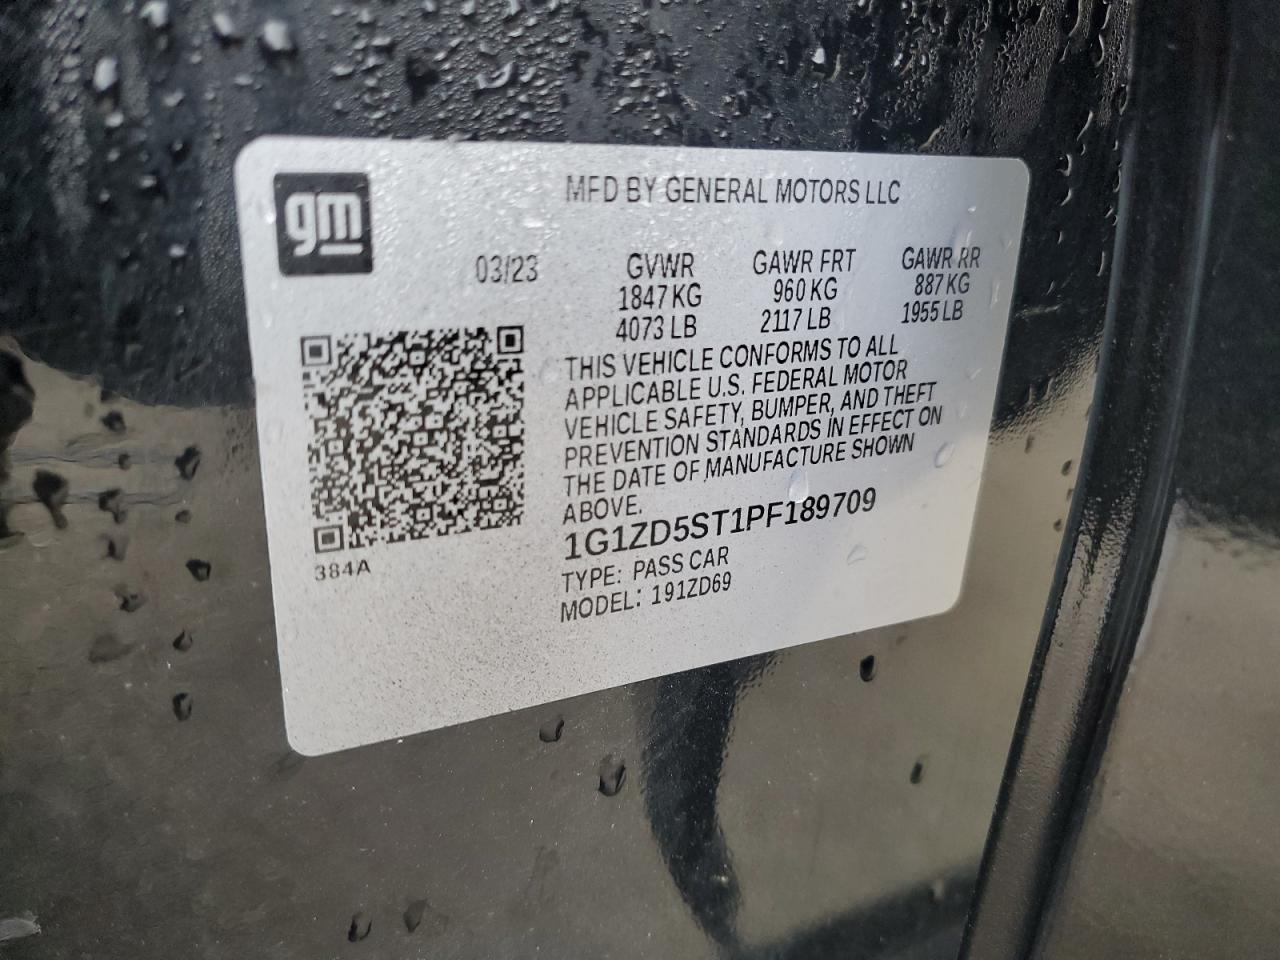 gm
MFD BY GENERAL MOTORS LLC
03/23 GVWR GAWR FRT GAWR RR
1847 KG 960 KG 887 KG
4073 LB 2117 LB 1955 LB
THIS VEHICLE CONFORMS TO ALL
APPLICABLE U.S. FEDERAL MOTOR
VEHICLE SAFETY, BUMPER, AND THEFT
PREVENTION STANDARDS IN EFFECT ON
THE DATE OF MANUFACTURE SHOWN
ABOVE.
1G1ZD5ST1PF189709
TYPE: PASS CAR
MODEL: 191ZD69
384A